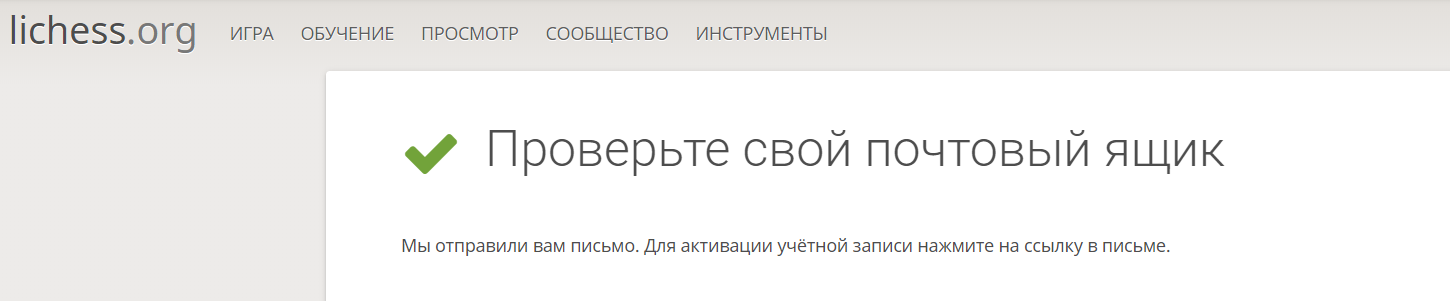 lichess.org ИГРА ОБУЧЕНИЕ ПРОСМОТР СООБЩЕСТВО ИНСТРУМЕНТЫ
Проверьте свой почтовый ящик
Мы отправили вам письмо. Для активации учётной записи нажмите на ссылку в письме.